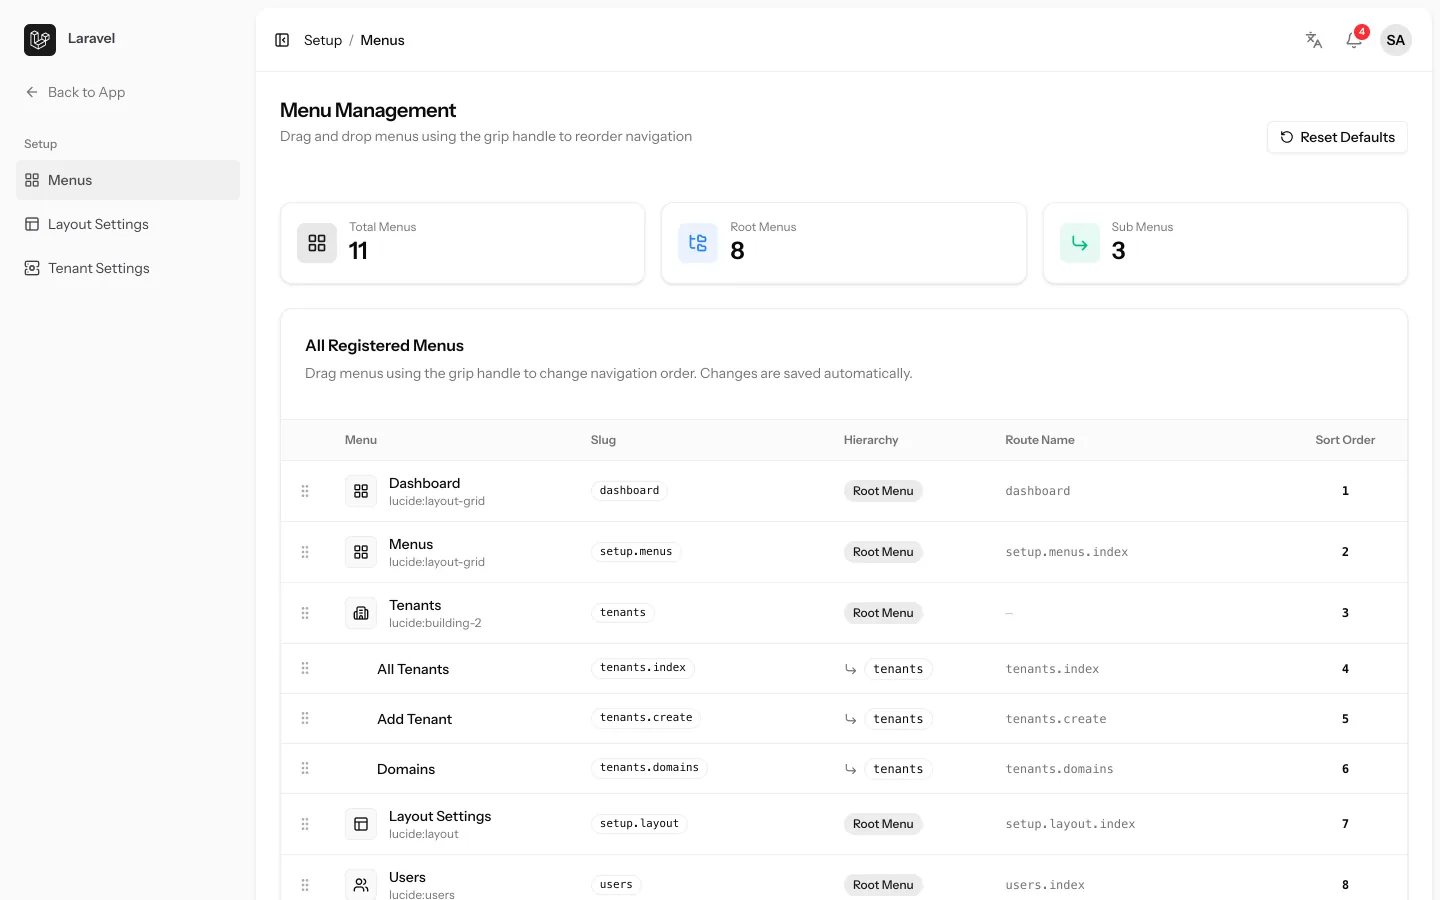 Laravel
Back to App
Setup
Menus
Layout Settings
Tenant Settings
Setup / Menus
4
SA
Menu Management
Drag and drop menus using the grip handle to reorder navigation
Reset Defaults
Total Menus
11
Root Menus
8
Sub Menus
3
All Registered Menus
Drag menus using the grip handle to change navigation order. Changes are saved automatically.
Menu Slug Hierarchy Route Name Sort Order
Dashboard
lucide:layout-grid
dashboard Root Menu dashboard 1
Menus
lucide:layout-grid
setup.menus Root Menu setup.menus.index 2
Tenants
lucide:building-2
tenants Root Menu — 3
All Tenants tenants.index tenants tenants.index 4
Add Tenant tenants.create tenants tenants.create 5
Domains tenants.domains tenants tenants.domains 6
Layout Settings
lucide:layout
setup.layout Root Menu setup.layout.index 7
Users
lucide:users
users Root Menu users.index 8